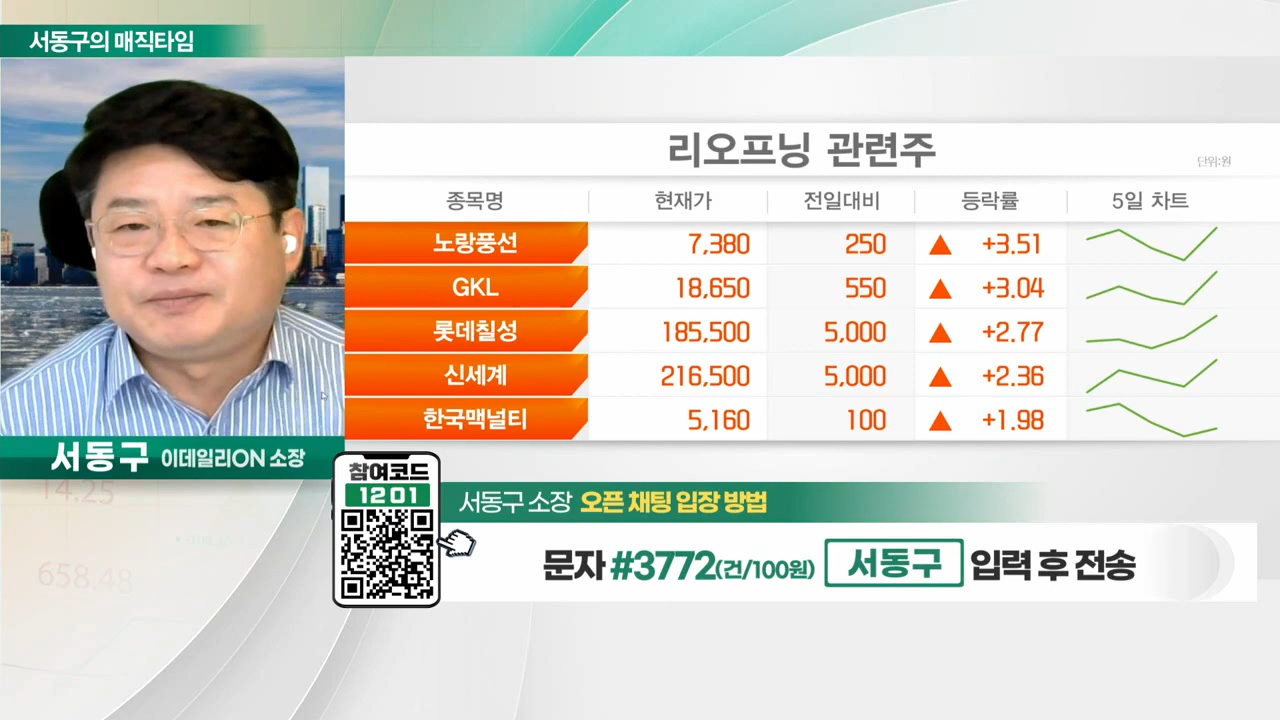 서동구의 매직타임
리오프닝 관련주
단위:원
종목명 현재가 전일대비 등락률 5일 차트
노랑풍선 7,380 250 ▲ +3.51
GKL 18,650 550 ▲ +3.04
롯데칠성 185,500 5,000 ▲ +2.77
신세계 216,500 5,000 ▲ +2.36
한국맥널티 5,160 100 ▲ +1.98
서동구 이데일리ON 소장
14.25
658.48
참여코드
1201
서동구 소장 오픈 채팅 입장 방법
문자 #3772(건/100원) 서동구 입력 후 전송